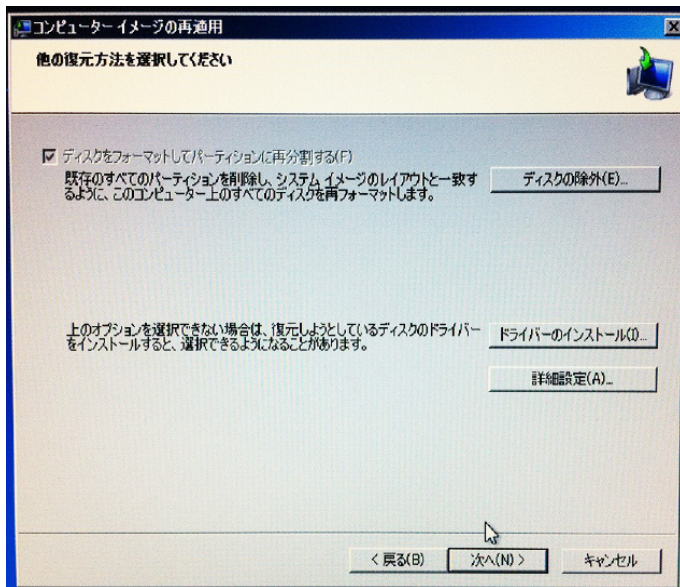 コンピューター イメージの再適用
他の復元方法を選択してください
ディスクをフォーマットしてパーティションに再分割する(F)
既存のすべてのパーティションを削除し、システム イメージのレイアウトと一致す
るように、このコンピューター上のすべてのディスクを再フォーマットします。
ディスクの除外(E)...
上のオプションを選択できない場合は、復元しようとしているディスクのドライバー
をインストールすると、選択できるようになることがあります。
ドライバーのインストール(I)...
詳細設定(A)...
< 戻る(B)
次へ(N) >
キャンセル